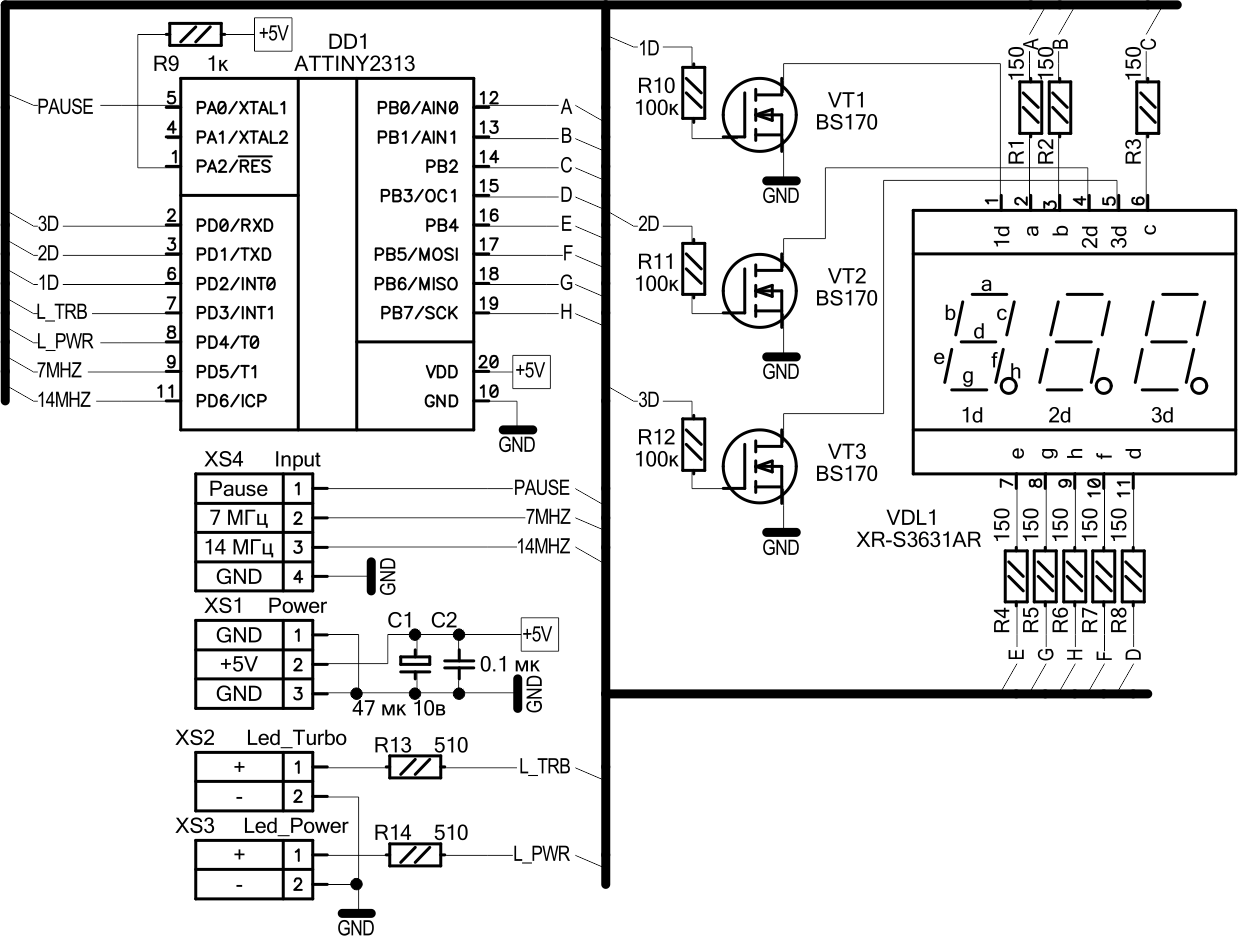 +5V
R9 1к
DD1
ATTINY2313
PAUSE
5 PA0/XTAL1
4 PA1/XTAL2
1 PA2/RES
3D 2 PD0/RXD
2D 3 PD1/TXD
1D 6 PD2/INT0
L_TRB 7 PD3/INT1
L_PWR 8 PD4/T0
7MHZ 9 PD5/T1
14MHZ 11 PD6/ICP
PB0/AIN0 12 A
PB1/AIN1 13 B
PB2 14 C
PB3/OC1 15 D
PB4 16 E
PB5/MOSI 17 F
PB6/MISO 18 G
PB7/SCK 19 H
VDD 20 +5V
GND 10
GND
XS4 Input
Pause 1 PAUSE
7 МГц 2 7MHZ
14 МГц 3 14MHZ
GND 4 GND
XS1 Power
GND 1
+5V 2
GND 3
C1 C2
+5V
0.1 мк
47 мк 10в
GND
XS2 Led_Turbo
+ 1
- 2
R13 510
L_TRB
XS3 Led_Power
+ 1
- 2
R14 510
L_PWR
GND
1D
R10
100к
VT1
BS170
GND
2D
R11
100к
VT2
BS170
GND
3D
R12
100к
VT3
BS170
GND
A B C
150 150 150
R1 R2 R3
1 2 3 4 5 6
1d a b 2d 3d c
a
b c
d
e f h
g
1d 2d 3d
e g h f d
7 8 9 10 11
VDL1
XR-S3631AR
150 150 150 150 150
R4 R5 R6 R7 R8
E G H F D